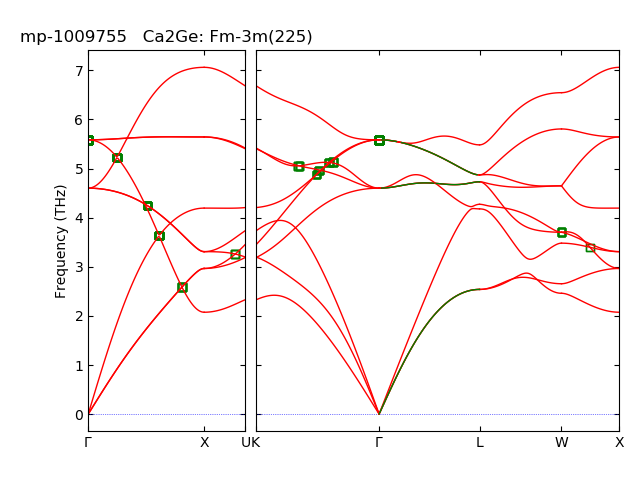 mp-1009755 Ca2Ge: Fm-3m(225)
Frequency (THz)
7
6
5
4
3
2
1
0
Γ X UK Γ L W X